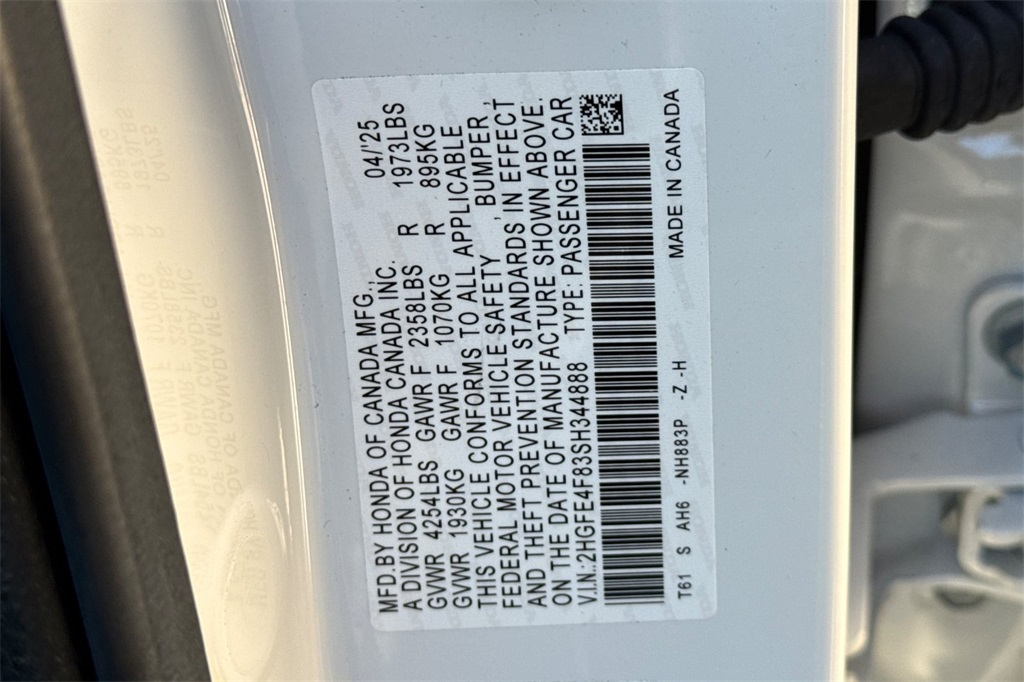 MFD.BY HONDA OF CANADA MFG., 04/'25
A DIVISION OF HONDA CANADA INC.
GVWR 4254LBS GAWR F 2358LBS R 1973LBS
GVWR 1930KG GAWR F 1070KG R 895KG
THIS VEHICLE CONFORMS TO ALL APPLICABLE
FEDERAL MOTOR VEHICLE SAFETY, BUMPER,
AND THEFT PREVENTION STANDARDS IN EFFECT
ON THE DATE OF MANUFACTURE SHOWN ABOVE.
V.I.N.:2HGFE4F83SH344888 TYPE: PASSENGER CAR
T61 S AH6 -NH883P -Z -H MADE IN CANADA